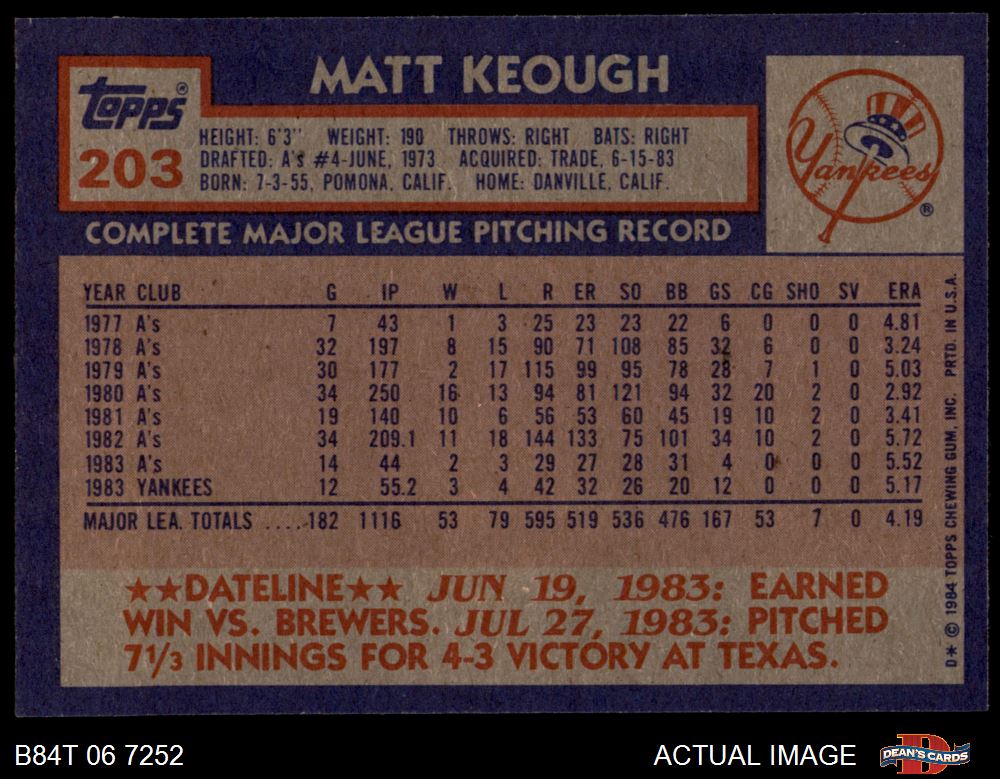 MATT KEOUGH
Topps®
203
HEIGHT: 6'3" WEIGHT: 190 THROWS: RIGHT BATS: RIGHT
DRAFTED: A's #4-JUNE, 1973 ACQUIRED: TRADE, 6-15-83
BORN: 7-3-55, POMONA, CALIF. HOME: DANVILLE, CALIF.
Yankees®
COMPLETE MAJOR LEAGUE PITCHING RECORD
YEAR CLUB G IP W L R ER SO BB GS CG SHO SV ERA
1977 A's 7 43 1 3 25 23 23 22 6 0 0 0 4.81
1978 A's 32 197 8 15 90 71 108 85 32 6 0 0 3.24
1979 A's 30 177 2 17 115 99 95 78 28 7 1 0 5.03
1980 A's 34 250 16 13 94 81 121 94 32 20 2 0 2.92
1981 A's 19 140 10 6 56 53 60 45 19 10 2 0 3.41
1982 A's 34 209.1 11 18 144 133 75 101 34 10 2 0 5.72
1983 A's 14 44 2 3 29 27 28 31 4 0 0 0 5.52
1983 YANKEES 12 55.2 3 4 42 32 26 20 12 0 0 0 5.17
MAJOR LEA. TOTALS ....182 1116 53 79 595 519 536 476 167 53 7 0 4.19
★★DATELINE★★ JUN 19, 1983: EARNED
WIN VS. BREWERS. JUL 27, 1983: PITCHED
7 1/3 INNINGS FOR 4-3 VICTORY AT TEXAS.
D* © 1984 TOPPS CHEWING GUM, INC. PRTD. IN U.S.A.
B84T 06 7252
ACTUAL IMAGE
D
DEAN'S CARDS